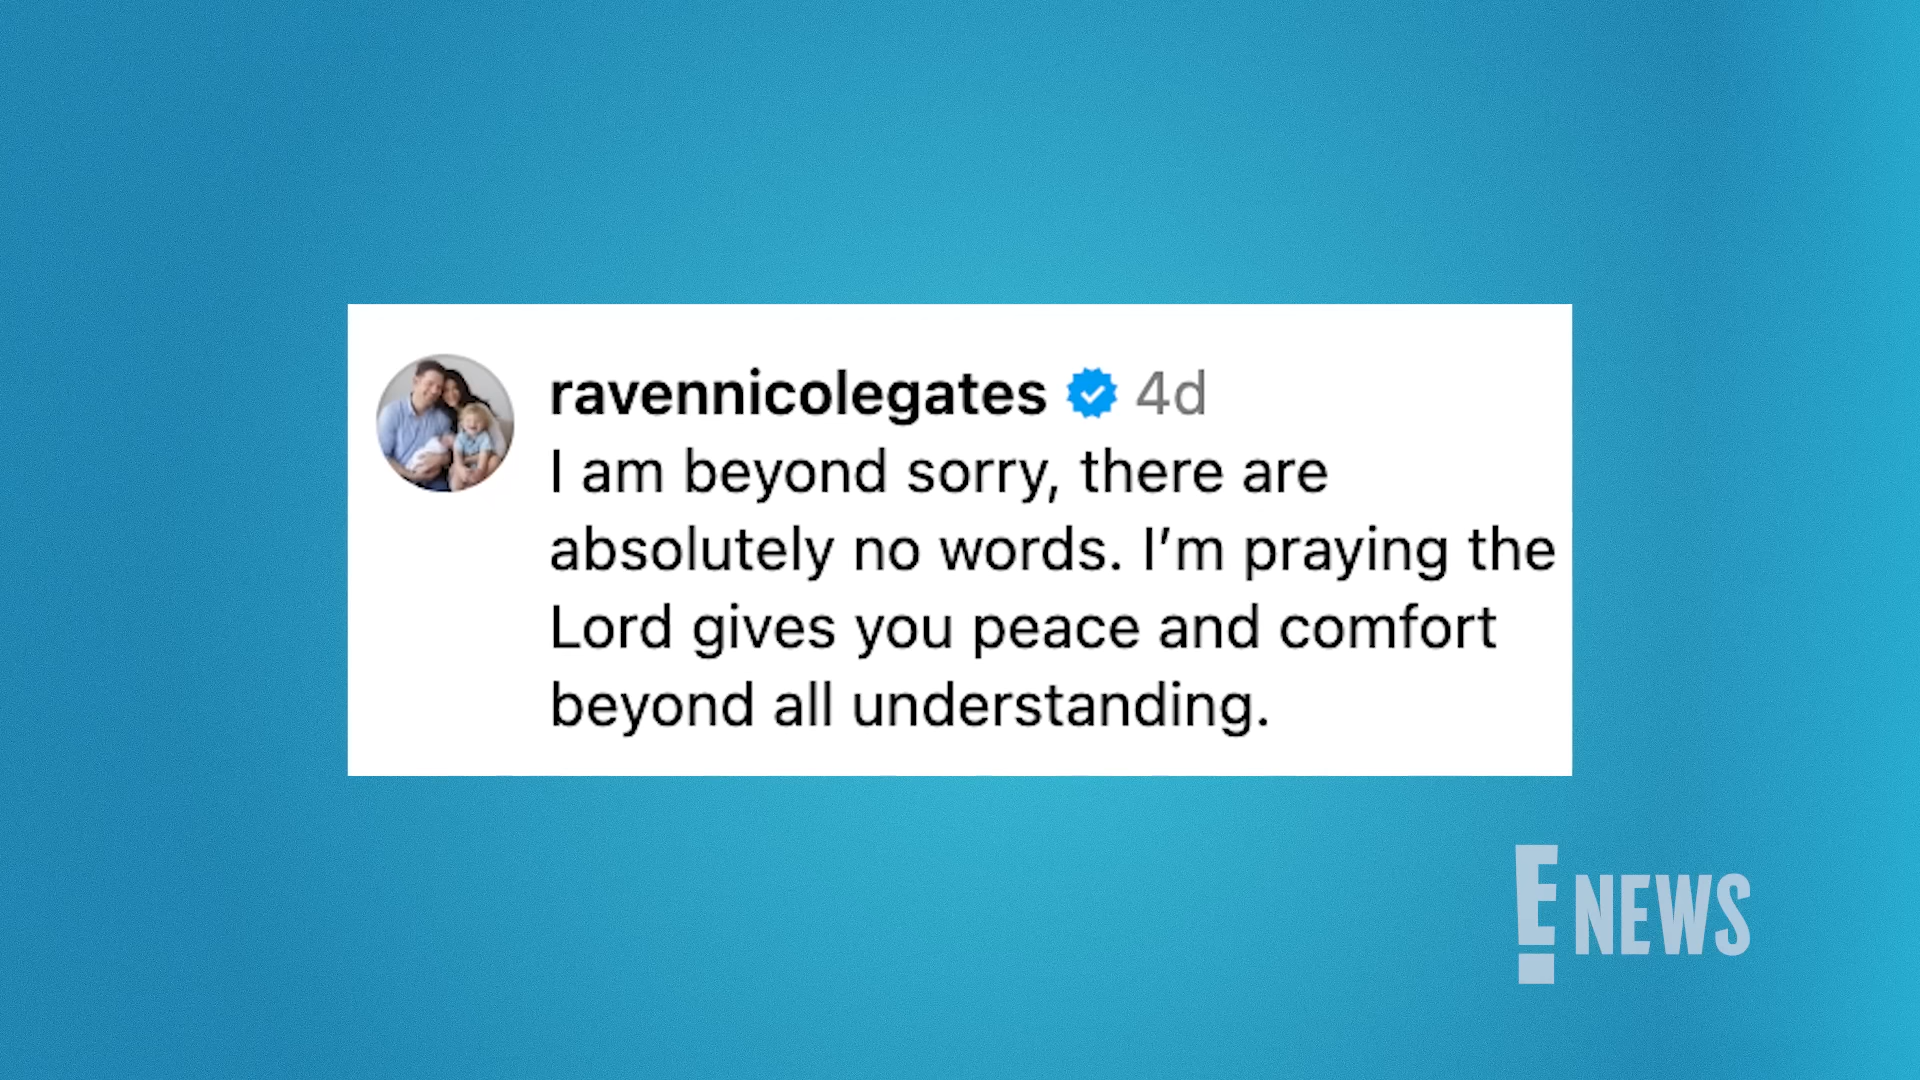 ravennicolegates 4d
I am beyond sorry, there are
absolutely no words. I’m praying the
Lord gives you peace and comfort
beyond all understanding.
E! NEWS